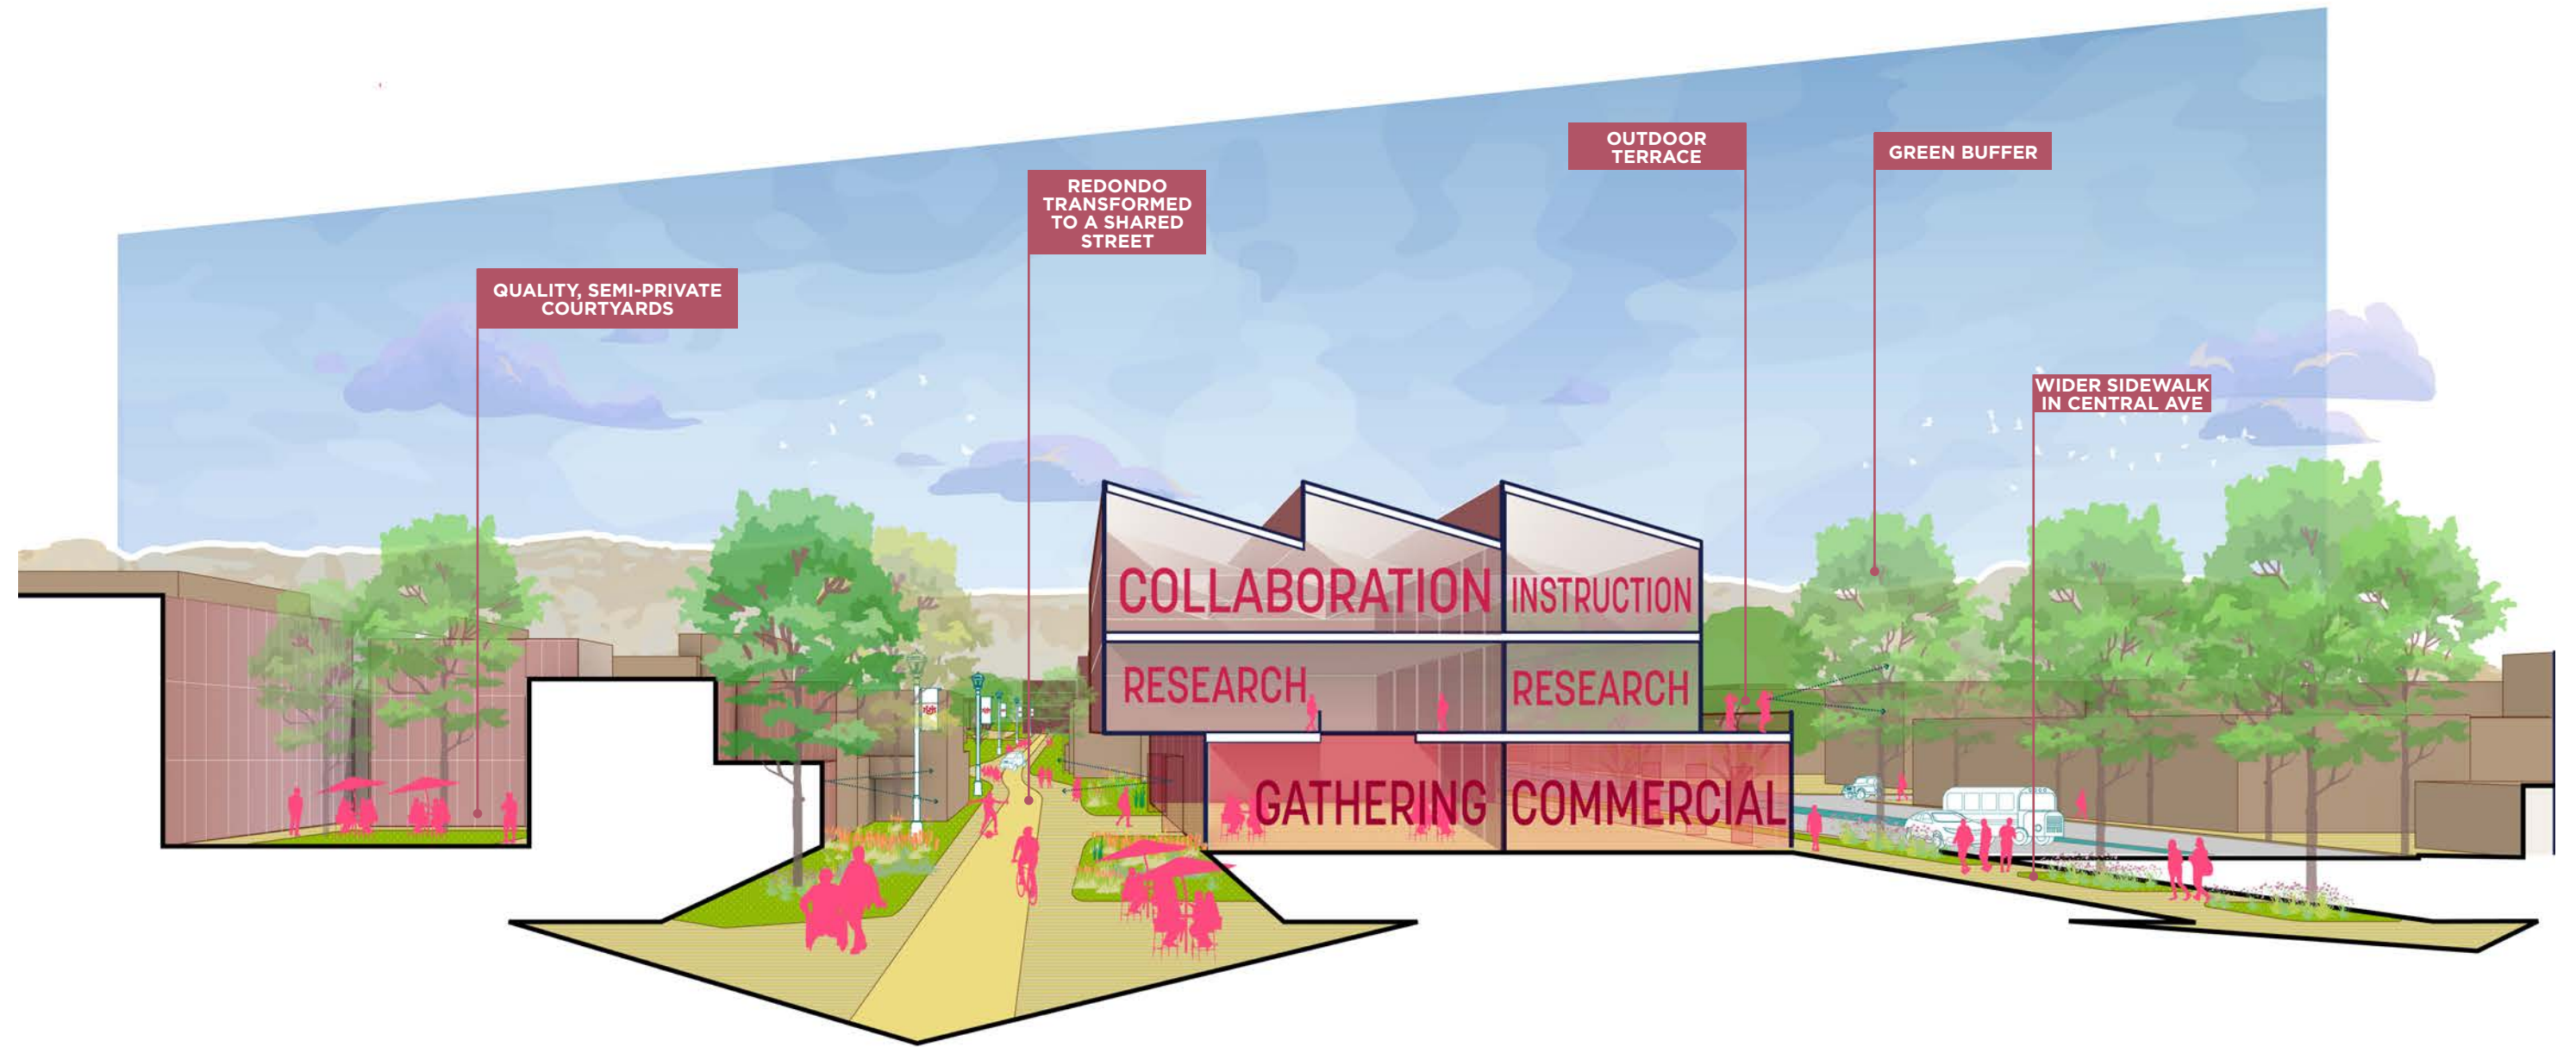 QUALITY, SEMI-PRIVATE
COURTYARDS
REDONDO
TRANSFORMED
TO A SHARED
STREET
OUTDOOR
TERRACE
GREEN BUFFER
WIDER SIDEWALK
IN CENTRAL AVE
COLLABORATION
INSTRUCTION
RESEARCH
RESEARCH
GATHERING
COMMERCIAL